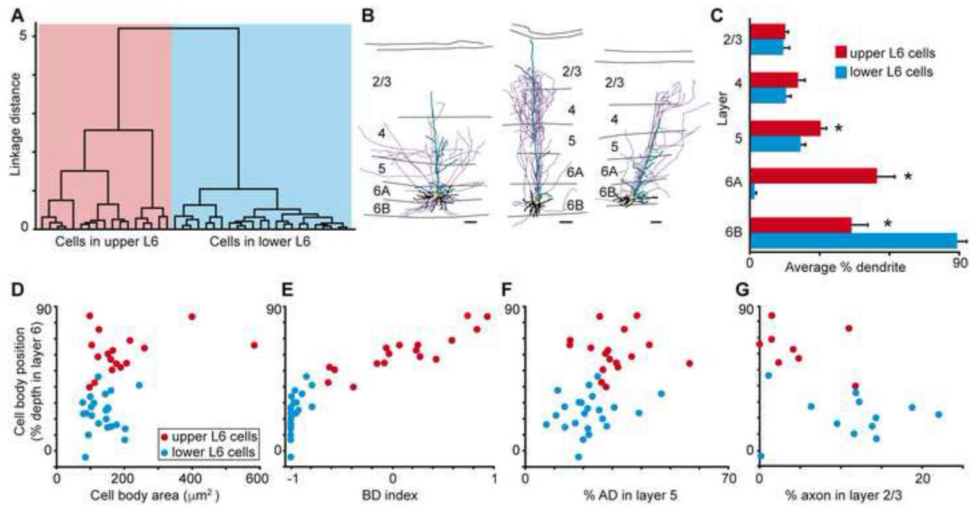 A
5
Linkage distance
0
Cells in upper L6
Cells in lower L6
B
2/3
4
5
6A
6B
2/3
4
5
6A
6B
2/3
4
5
6A
6B
C
upper L6 cells
lower L6 cells
Layer
2/3
4
5 *
6A *
6B *
0 90
Average % dendrite
D
90
Cell body position
(% depth in layer 6)
0
upper L6 cells
lower L6 cells
0 200 400 600
Cell body area (μm²)
E
-1 0 1
BD index
F
90
0
0 70
% AD in layer 5
G
90
0
0 20
% axon in layer 2/3